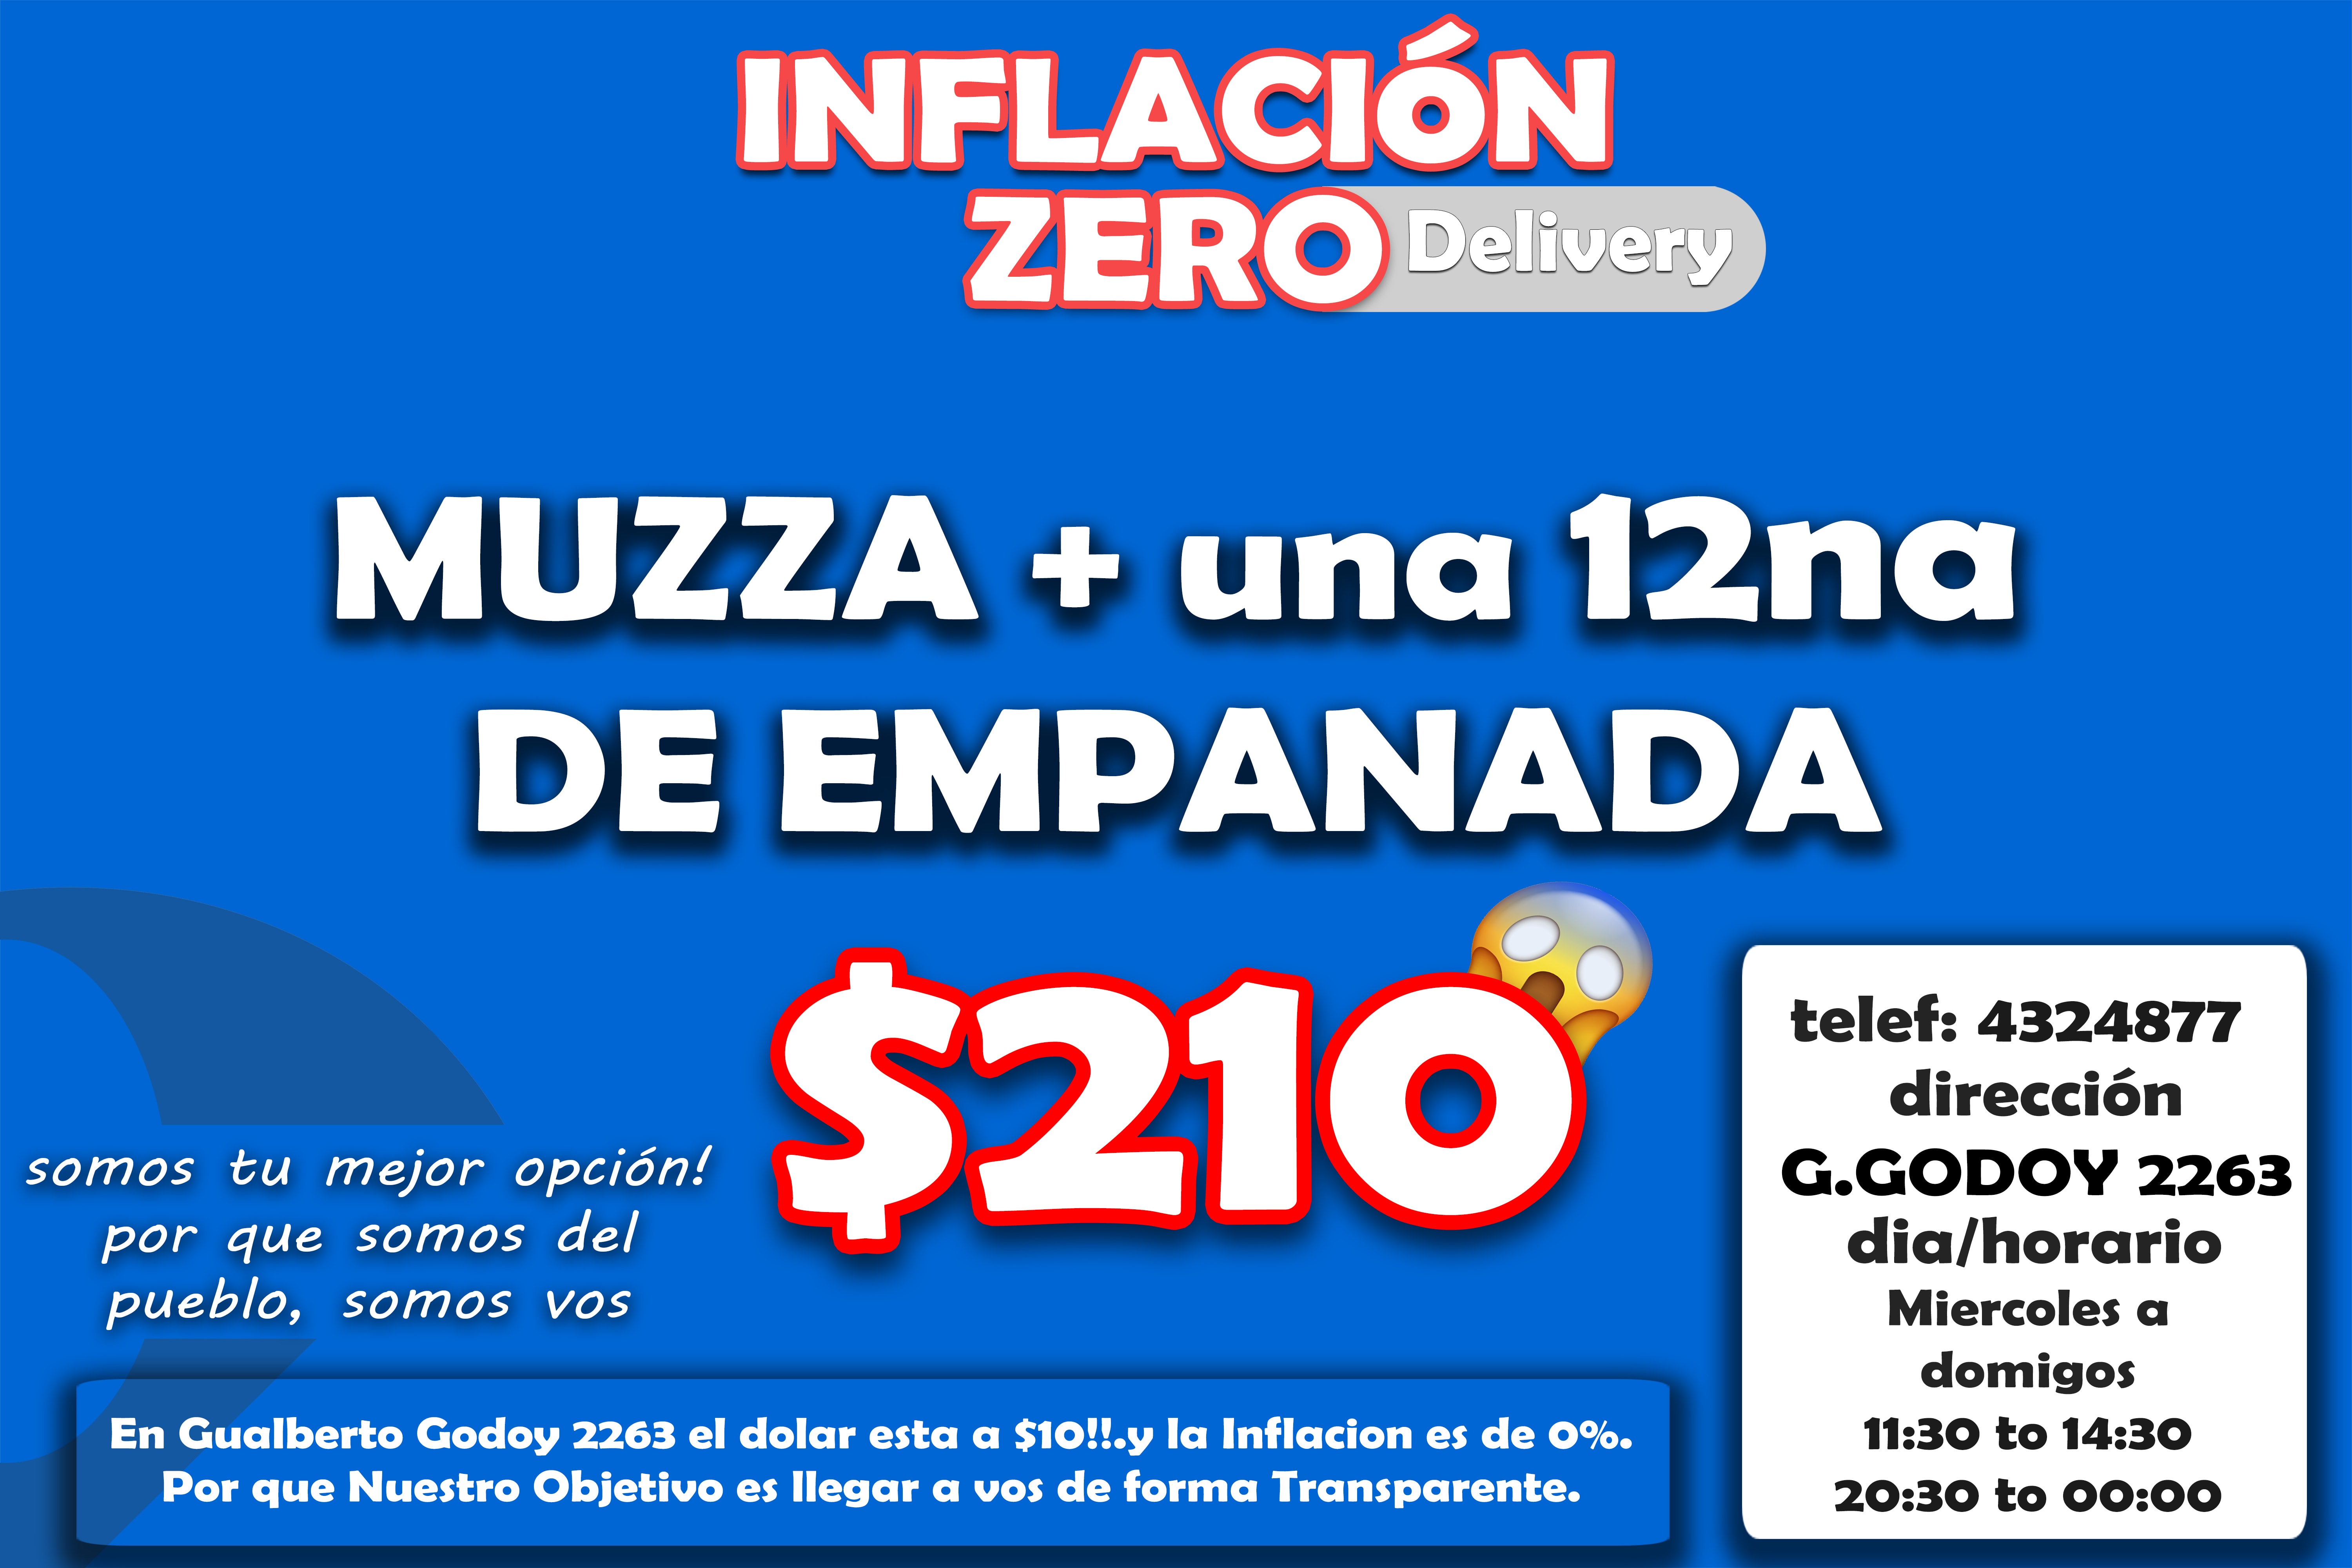 INFLACIÓN
ZERO Delivery
MUZZA + una 12na
DE EMPANADA
$210
somos tu mejor opción!
por que somos del
pueblo, somos vos
telef: 4324877
dirección
G.GODOY 2263
dia/horario
Miercoles a
domigos
11:30 to 14:30
20:30 to 00:00
En Gualberto Godoy 2263 el dolar esta a $10!!.y la Inflacion es de 0%.
Por que Nuestro Objetivo es llegar a vos de forma Transparente.